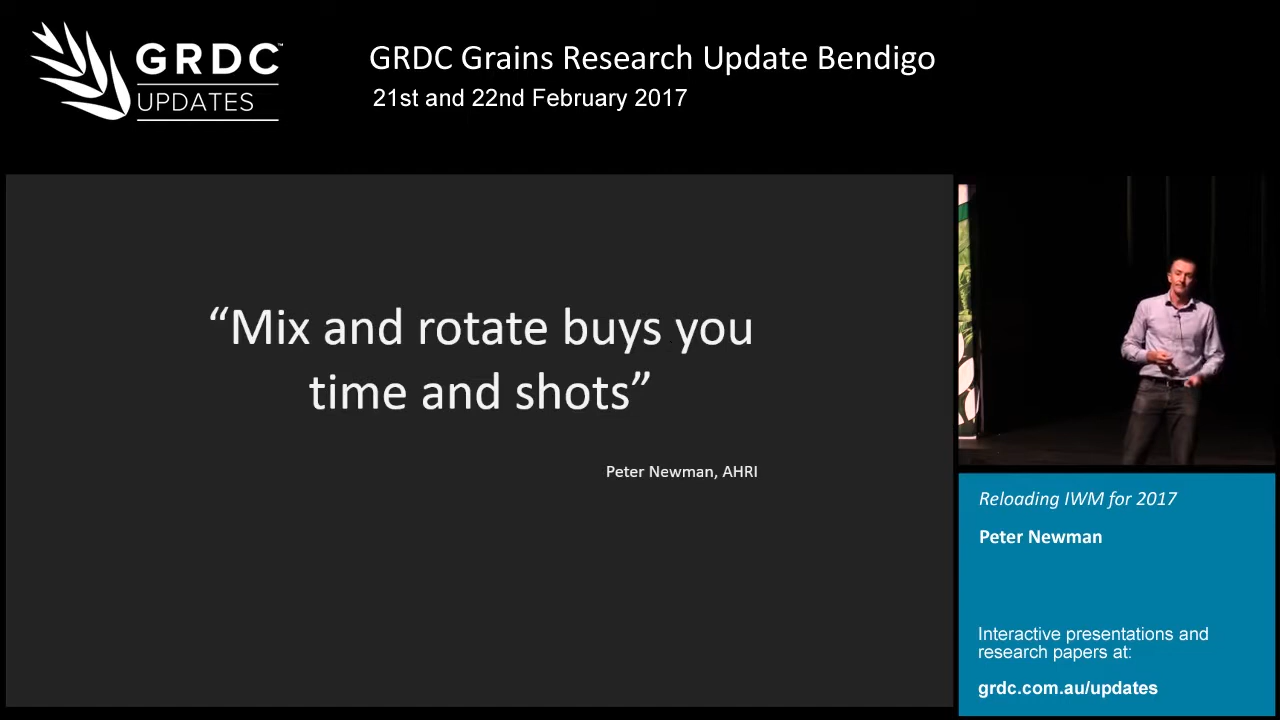 GRDC™
UPDATES
GRDC Grains Research Update Bendigo
21st and 22nd February 2017
“Mix and rotate buys you
time and shots”
Peter Newman, AHRI
Reloading IWM for 2017
Peter Newman
Interactive presentations and
research papers at:
grdc.com.au/updates